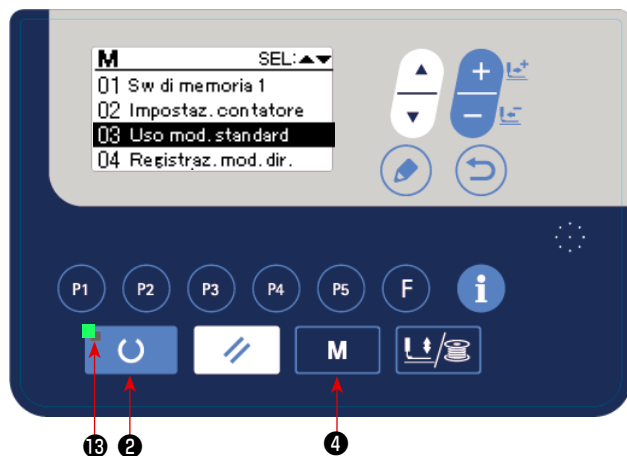 M SEL:▲▼
01 Sw di memoria 1
02 Impostaz. contatore
03 Uso mod. standard
04 Registraz. mod. dir.
P1 P2 P3 P4 P5 F i
M
⓭ ❷ ❹